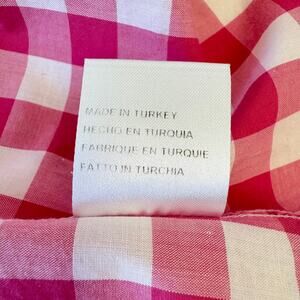 MADE IN TURKEY
HECHO EN TURQUIA
FABRIQUE EN TURQUIE
FATTO IN TURCHIA